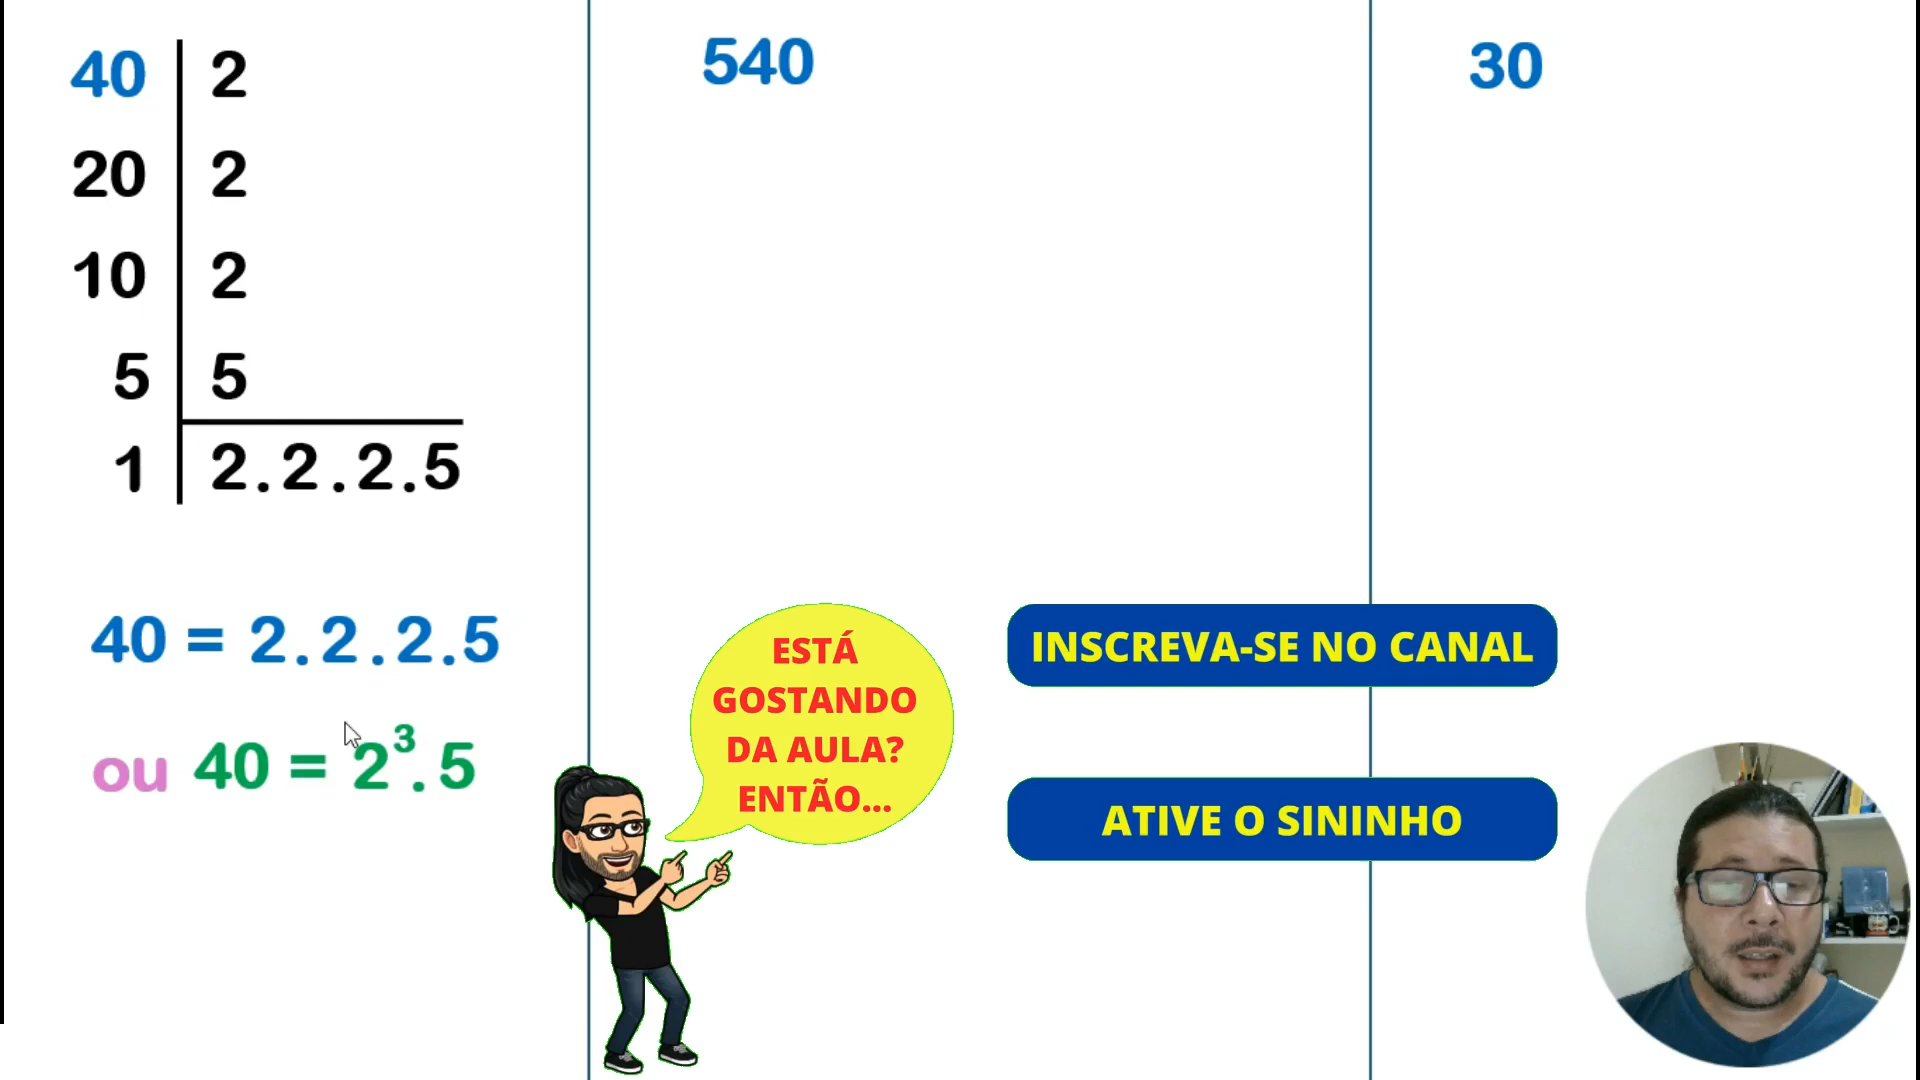 40 2
20 2
10 2
5 5
1 2.2.2.5
40 = 2.2.2.5
ou 40 = 2³.5
540
30
ESTÁ
GOSTANDO
DA AULA?
ENTÃO...
INSCREVA-SE NO CANAL
ATIVE O SININHO